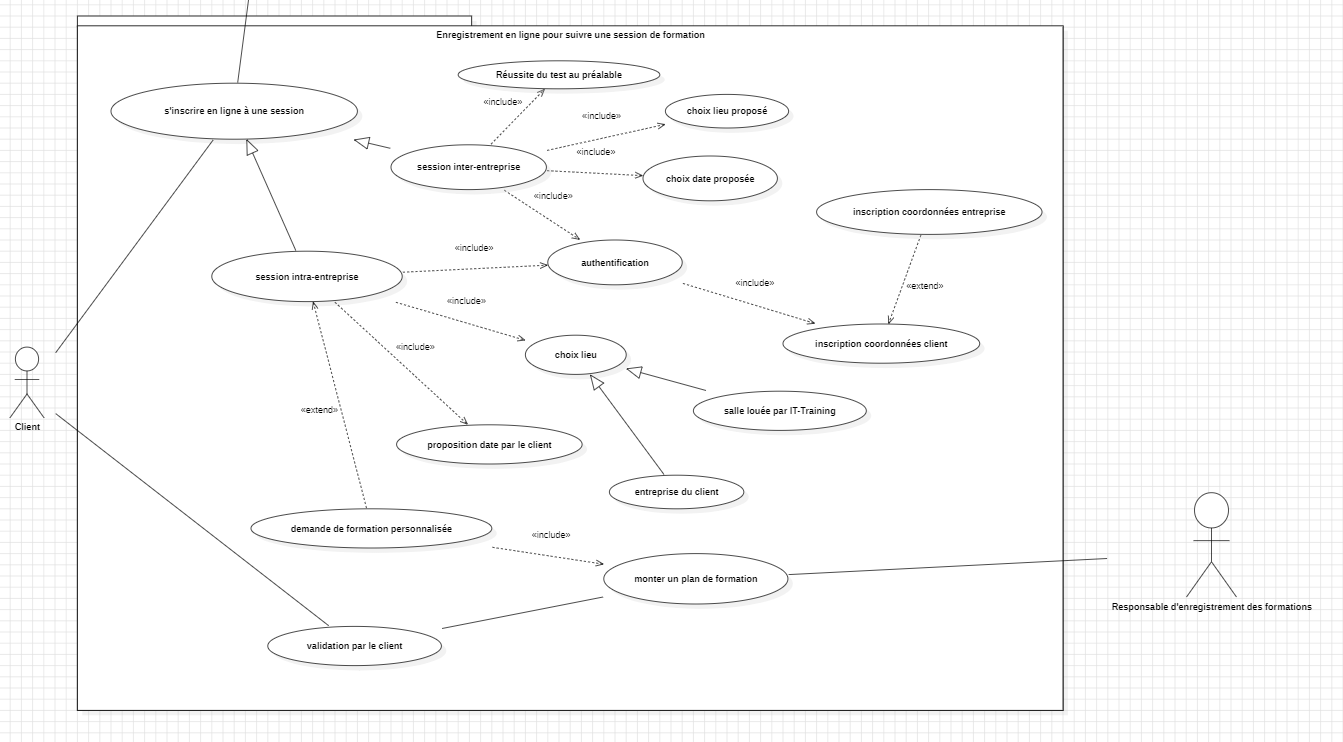 Enregistrement en ligne pour suivre une session de formation
Réussite du test au préalable
«include»
s'inscrire en ligne à une session
«include»
choix lieu proposé
«include»
session inter-entreprise
choix date proposée
«include»
inscription coordonnées entreprise
«include»
authentification
session intra-entreprise
«include»
«extend»
«include»
«include»
inscription coordonnées client
choix lieu
«extend»
salle louée par IT-Training
Client
proposition date par le client
entreprise du client
demande de formation personnalisée
«include»
monter un plan de formation
Responsable d'enregistrement des formations
validation par le client